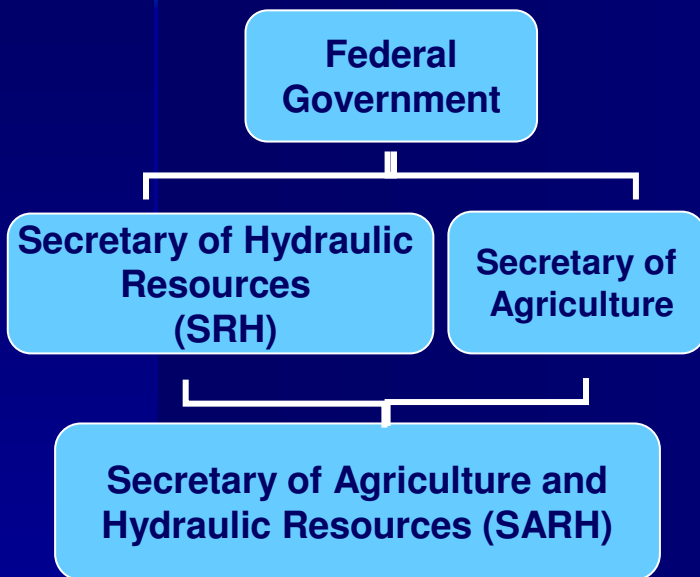 Federal
Government
Secretary of Hydraulic
Resources
(SRH)
Secretary of
Agriculture
Secretary of Agriculture and
Hydraulic Resources (SARH)